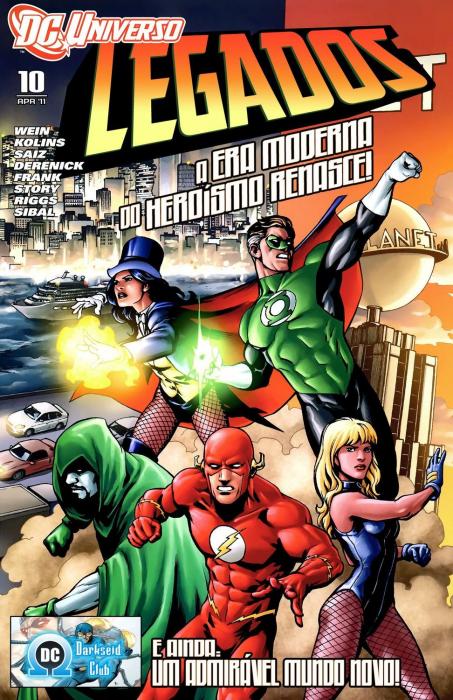 DC UNIVERSO
LEGADOS
10
APR '11
WEIN
KOLINS
SAIZ
DERENICK
FRANK
STORY
RIGGS
SIBAL
A ERA MODERNA
DO HEROÍSMO RENASCE!
PLANET
ET
E AINDA:
UM ADMIRÁVEL MUNDO NOVO!
DC
Darkseid
Club